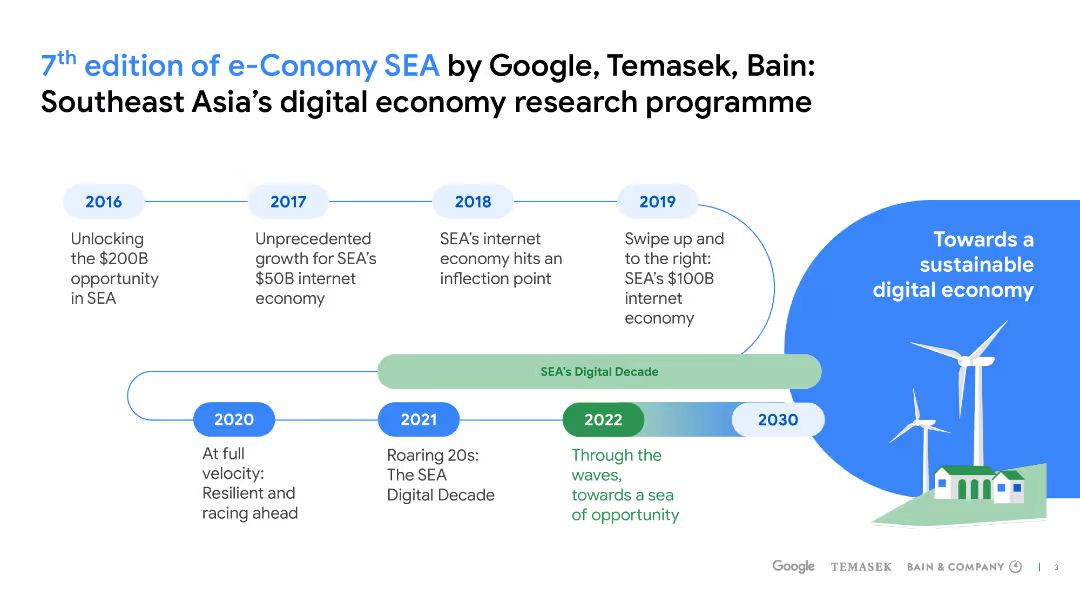 7th edition of e-Conomy SEA by Google, Temasek, Bain:
Southeast Asia's digital economy research programme
2016
Unlocking
the $200B
opportunity
in SEA
2017
Unprecedented
growth for SEA's
$50B internet
economy
2018
SEA's internet
economy hits an
inflection point
2019
Swipe up and
to the right:
SEA's $100B
internet
economy
Towards a
sustainable
digital economy
SEA's Digital Decade
2020
At full
velocity:
Resilient and
racing ahead
2021
Roaring 20s:
The SEA
Digital Decade
2022
Through the
waves,
towards a sea
of opportunity
2030
Google TEMASEK BAIN & COMPANY | 3